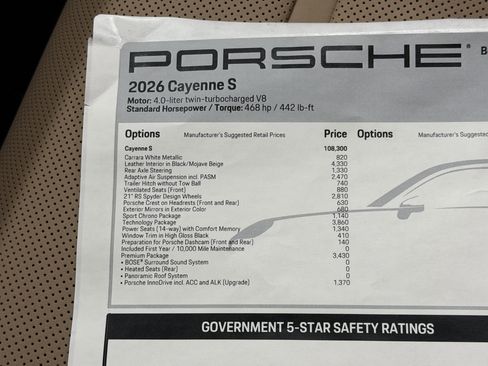 PORSCHE®
2026 Cayenne S
Motor: 4.0-liter twin-turbocharged V8
Standard Horsepower / Torque: 468 hp / 442 lb-ft
Options Manufacturer's Suggested Retail Prices Price Options Manufacturer's Suggested
Cayenne S 108,300
Carrara White Metallic 820
Leather Interior in Black/Mojave Beige 4,330
Rear Axle Steering 1,330
Adaptive Air Suspension incl. PASM 2,470
Trailer Hitch without Tow Ball 740
Ventilated Seats (Front) 880
21" RS Spyder Design Wheels 2,810
Porsche Crest on Headrests (Front and Rear) 630
Exterior Mirrors in Exterior Color 680
Sport Chrono Package 1,140
Technology Package 3,860
Power Seats (14-way) with Comfort Memory 1,340
Window Trim in High Gloss Black 410
Preparation for Porsche Dashcam (Front and Rear) 140
Included First Year / 10,000 Mile Maintenance 0
Premium Package 3,430
• BOSE® Surround Sound System 0
• Heated Seats (Rear) 0
• Panoramic Roof System 0
• Porsche InnoDrive incl. ACC and ALK (Upgrade) 1,370
GOVERNMENT 5-STAR SAFETY RATINGS